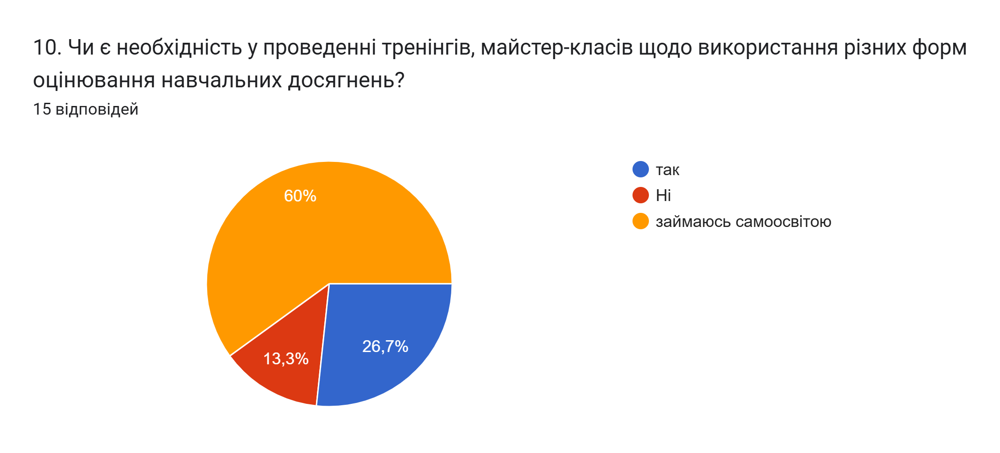 10. Чи є необхідність у проведенні тренінгів, майстер-класів щодо використання різних форм
оцінювання навчальних досягнень?
15 відповідей
так
Ні
займаюсь самоосвітою
60%
26,7%
13,3%